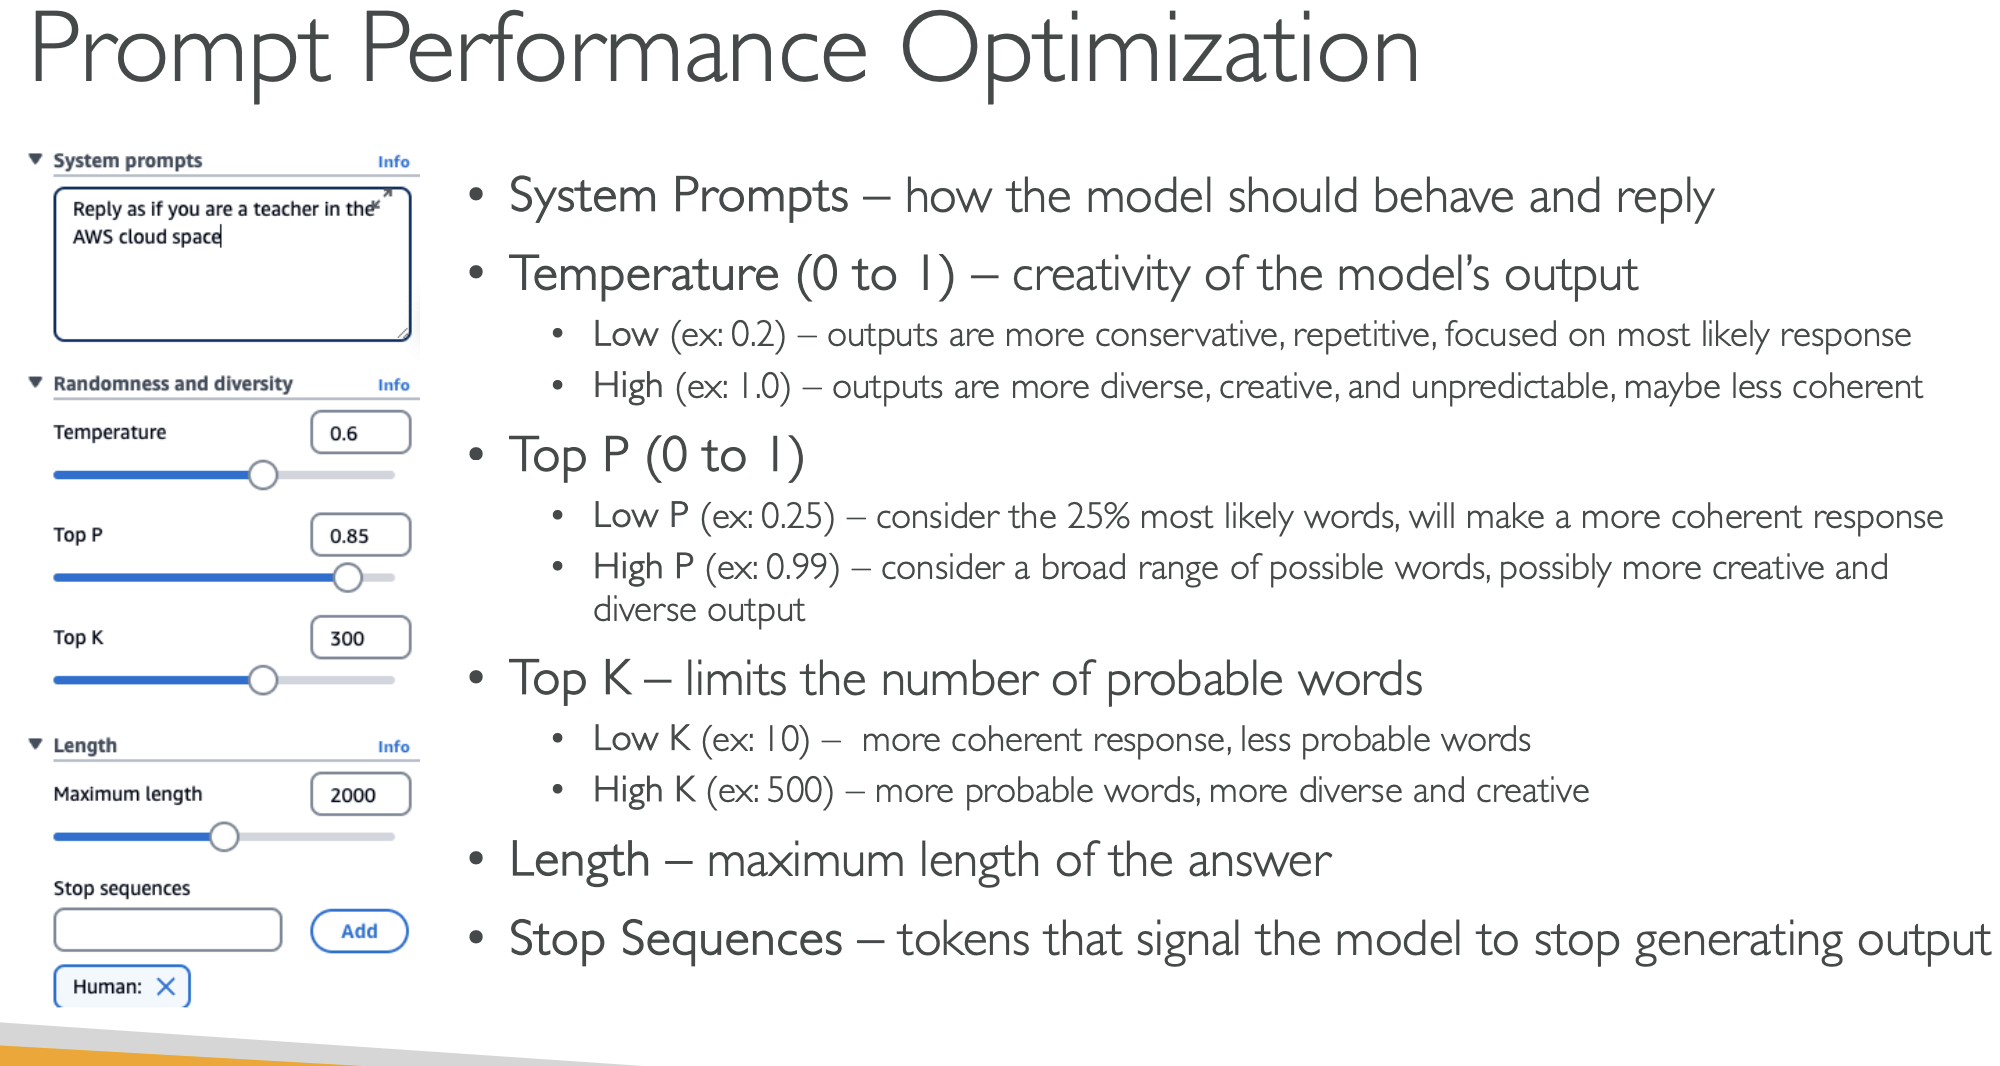 Prompt Performance Optimization
System prompts Info
Reply as if you are a teacher in the
AWS cloud space
Randomness and diversity Info
Temperature 0.6
Top P 0.85
Top K 300
Length Info
Maximum length 2000
Stop sequences
Add
Human:
• System Prompts – how the model should behave and reply
• Temperature (0 to 1) – creativity of the model's output
• Low (ex: 0.2) – outputs are more conservative, repetitive, focused on most likely response
• High (ex: 1.0) – outputs are more diverse, creative, and unpredictable, maybe less coherent
• Top P (0 to 1)
• Low P (ex: 0.25) – consider the 25% most likely words, will make a more coherent response
• High P (ex: 0.99) – consider a broad range of possible words, possibly more creative and
diverse output
• Top K – limits the number of probable words
• Low K (ex: 10) – more coherent response, less probable words
• High K (ex: 500) – more probable words, more diverse and creative
• Length – maximum length of the answer
• Stop Sequences – tokens that signal the model to stop generating output